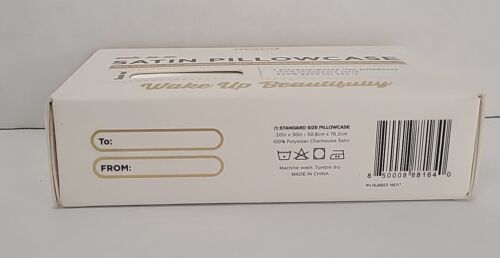 SATIN PILLOWCASE
Wake Up Beautifully
To:
FROM:
(1) STANDARD SIZE PILLOWCASE
20in x 30in - 50.8cm x 76.2cm
100% Polyester Charmeuse Satin
Machine wash, Tumble dry
MADE IN CHINA
8 50008 88164 0